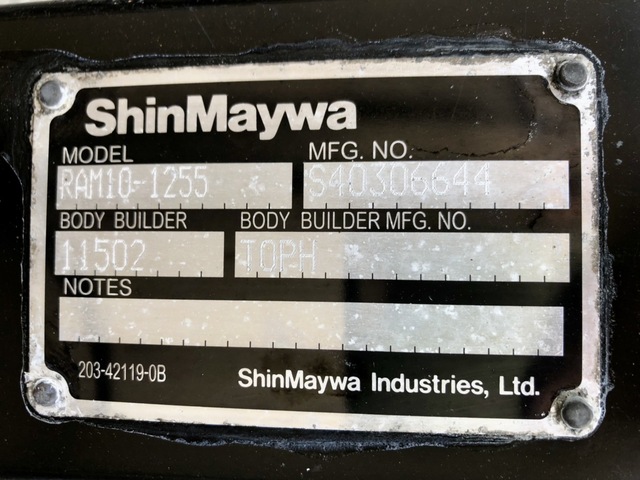 ShinMaywa
MODEL MFG. NO.
RAM10-1255 S40306644
BODY BUILDER BODY BUILDER MFG. NO.
11502 TOPH
NOTES
203-42119-0B ShinMaywa Industries, Ltd.